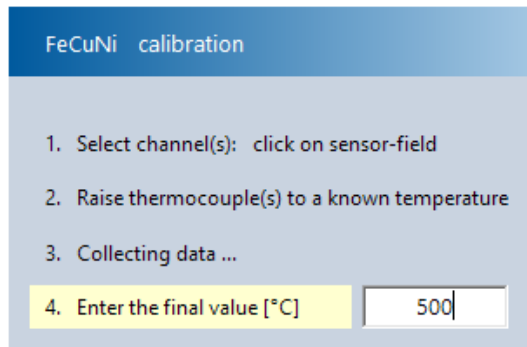 FeCuNi calibration
1. Select channel(s): click on sensor-field
2. Raise thermocouple(s) to a known temperature
3. Collecting data ...
4. Enter the final value [°C] 500